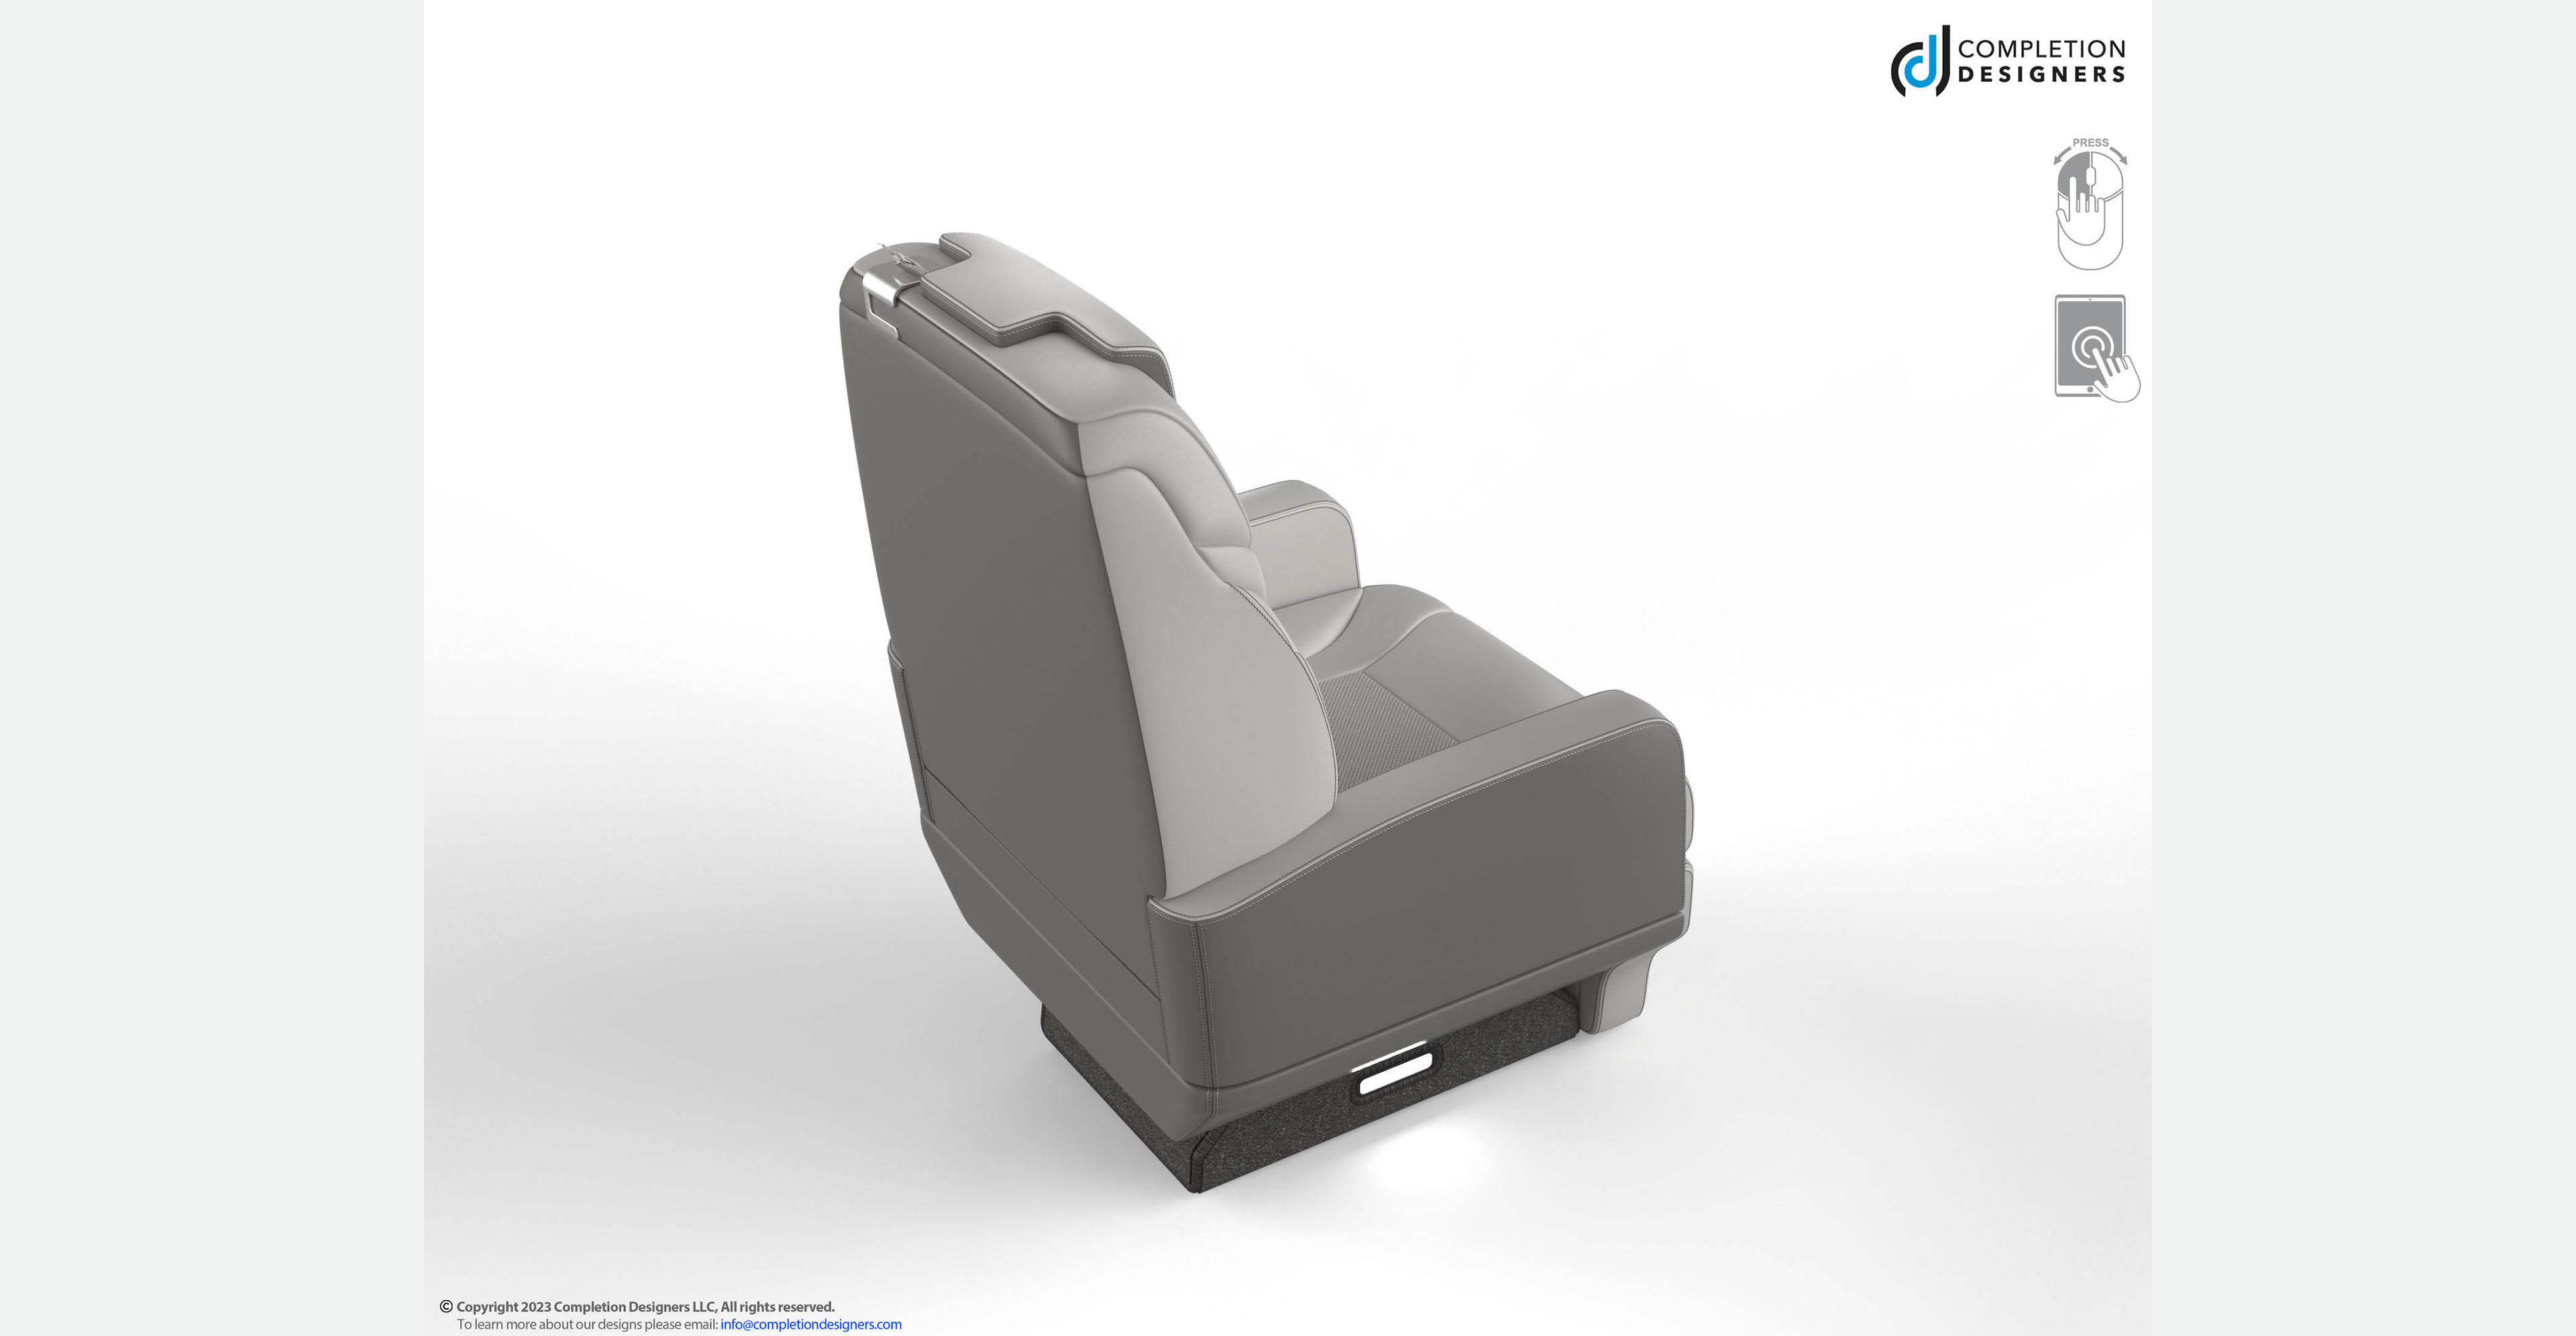 COMPLETION
DESIGNERS
PRESS
© Copyright 2023 Completion Designers LLC, All rights reserved.
To learn more about our designs please email: info@completiondesigners.com